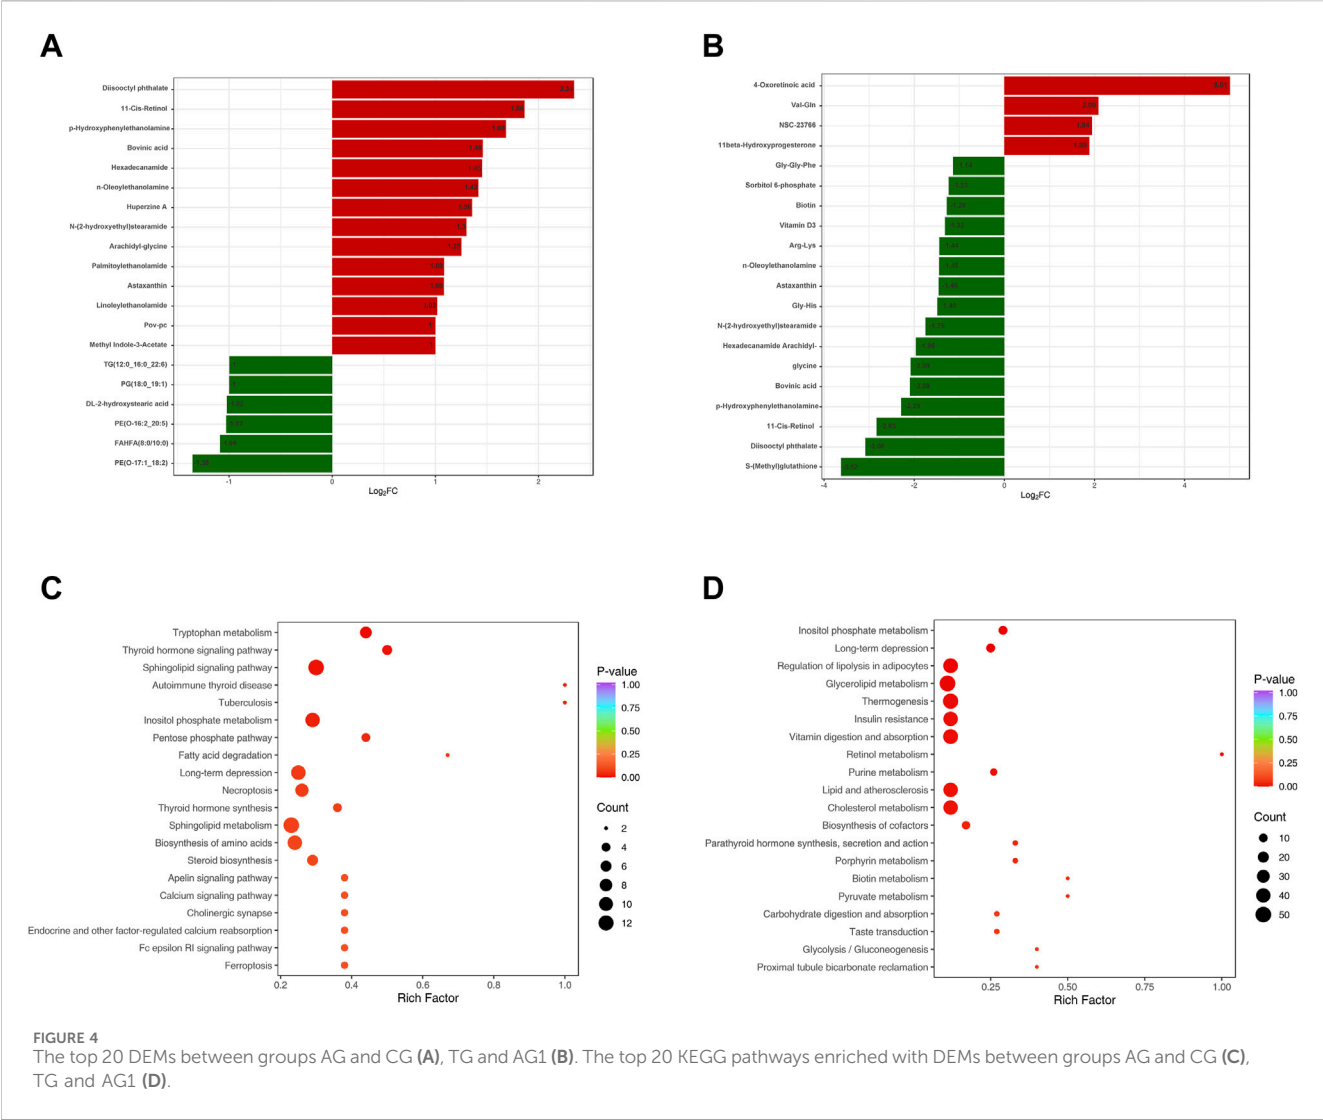 A
Diisooctyl phthalate
11-Cis-Retinol
p-Hydroxyphenylethanolamine
Bovinic acid
Hexadecanamide
n-Oleoylethanolamine
Huperzine A
N-(2-hydroxyethyl)stearamide
Arachidyl-glycine
Palmitoylethanolamide
Astaxanthin
Linoleylethanolamide
Pov-pc
Methyl Indole-3-Acetate
TG(12:0_16:0_22:6)
PG(18:0_19:1)
DL-2-hydroxystearic acid
PE(O-16:2_20:5)
FAHFA(8:0/10:0)
PE(O-17:1_18:2)
-1 0 1 2
Log2FC
B
4-Oxoretinoic acid
Val-Gln
NSC-23766
11beta-Hydroxyprogesterone
Gly-Gly-Phe
Sorbitol 6-phosphate
Biotin
Vitamin D3
Arg-Lys
n-Oleoylethanolamine
Astaxanthin
Gly-His
N-(2-hydroxyethyl)stearamide
Hexadecanamide Arachidyl-
glycine
Bovinic acid
p-Hydroxyphenylethanolamine
11-Cis-Retinol
Diisooctyl phthalate
S-(Methyl)glutathione
-4 -2 0 2 4
Log2FC
C
Tryptophan metabolism
Thyroid hormone signaling pathway
Sphingolipid signaling pathway
Autoimmune thyroid disease
Tuberculosis
Inositol phosphate metabolism
Pentose phosphate pathway
Fatty acid degradation
Long-term depression
Necroptosis
Thyroid hormone synthesis
Sphingolipid metabolism
Biosynthesis of amino acids
Steroid biosynthesis
Apelin signaling pathway
Calcium signaling pathway
Cholinergic synapse
Endocrine and other factor-regulated calcium reabsorption
Fc epsilon RI signaling pathway
Ferroptosis
0.2 0.4 0.6 0.8 1.0
Rich Factor
P-value
1.00
0.75
0.50
0.25
0.00
Count
2
4
6
8
10
12
D
Inositol phosphate metabolism
Long-term depression
Regulation of lipolysis in adipocytes
Glycerolipid metabolism
Thermogenesis
Insulin resistance
Vitamin digestion and absorption
Retinol metabolism
Purine metabolism
Lipid and atherosclerosis
Cholesterol metabolism
Biosynthesis of cofactors
Parathyroid hormone synthesis, secretion and action
Porphyrin metabolism
Biotin metabolism
Pyruvate metabolism
Carbohydrate digestion and absorption
Taste transduction
Glycolysis / Gluconeogenesis
Proximal tubule bicarbonate reclamation
0.25 0.50 0.75 1.00
Rich Factor
P-value
1.00
0.75
0.50
0.25
0.00
Count
10
20
30
40
50
FIGURE 4
The top 20 DEMs between groups AG and CG (A), TG and AG1 (B). The top 20 KEGG pathways enriched with DEMs between groups AG and CG (C),
TG and AG1 (D).